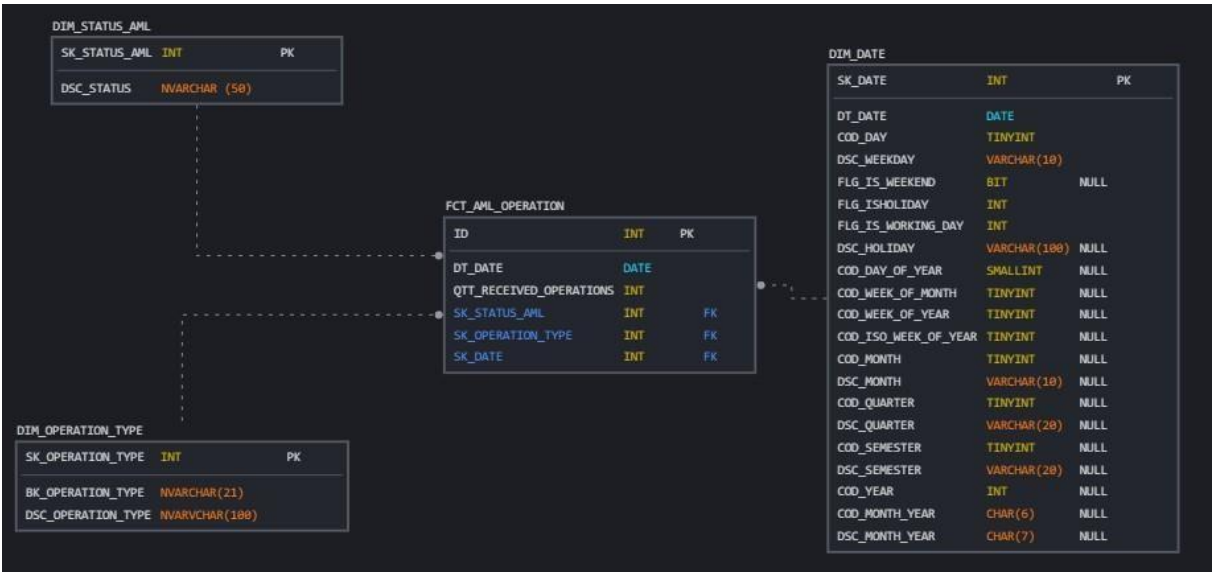 DIM_STATUS_AML
SK_STATUS_AML INT PK
DSC_STATUS NVARCHAR (50)
FCT_AML_OPERATION
ID INT PK
DT_DATE DATE
QTT_RECEIVED_OPERATIONS INT
SK_STATUS_AML INT FK
SK_OPERATION_TYPE INT FK
SK_DATE INT FK
DIM_OPERATION_TYPE
SK_OPERATION_TYPE INT PK
BK_OPERATION_TYPE NVARCHAR(21)
DSC_OPERATION_TYPE NVARVCHAR(100)
DIM_DATE
SK_DATE INT PK
DT_DATE DATE
COD_DAY TINYINT
DSC_WEEKDAY VARCHAR(10)
FLG_IS_WEEKEND BIT NULL
FLG_ISHOLIDAY INT
FLG_IS_WORKING_DAY INT
DSC_HOLIDAY VARCHAR(100) NULL
COD_DAY_OF_YEAR SMALLINT NULL
COD_WEEK_OF_MONTH TINYINT NULL
COD_WEEK_OF_YEAR TINYINT NULL
COD_ISO_WEEK_OF_YEAR TINYINT NULL
COD_MONTH TINYINT NULL
DSC_MONTH VARCHAR(10) NULL
COD_QUARTER TINYINT NULL
DSC_QUARTER VARCHAR(20) NULL
COD_SEMESTER TINYINT NULL
DSC_SEMESTER VARCHAR(20) NULL
COD_YEAR INT NULL
COD_MONTH_YEAR CHAR(6) NULL
DSC_MONTH_YEAR CHAR(7) NULL